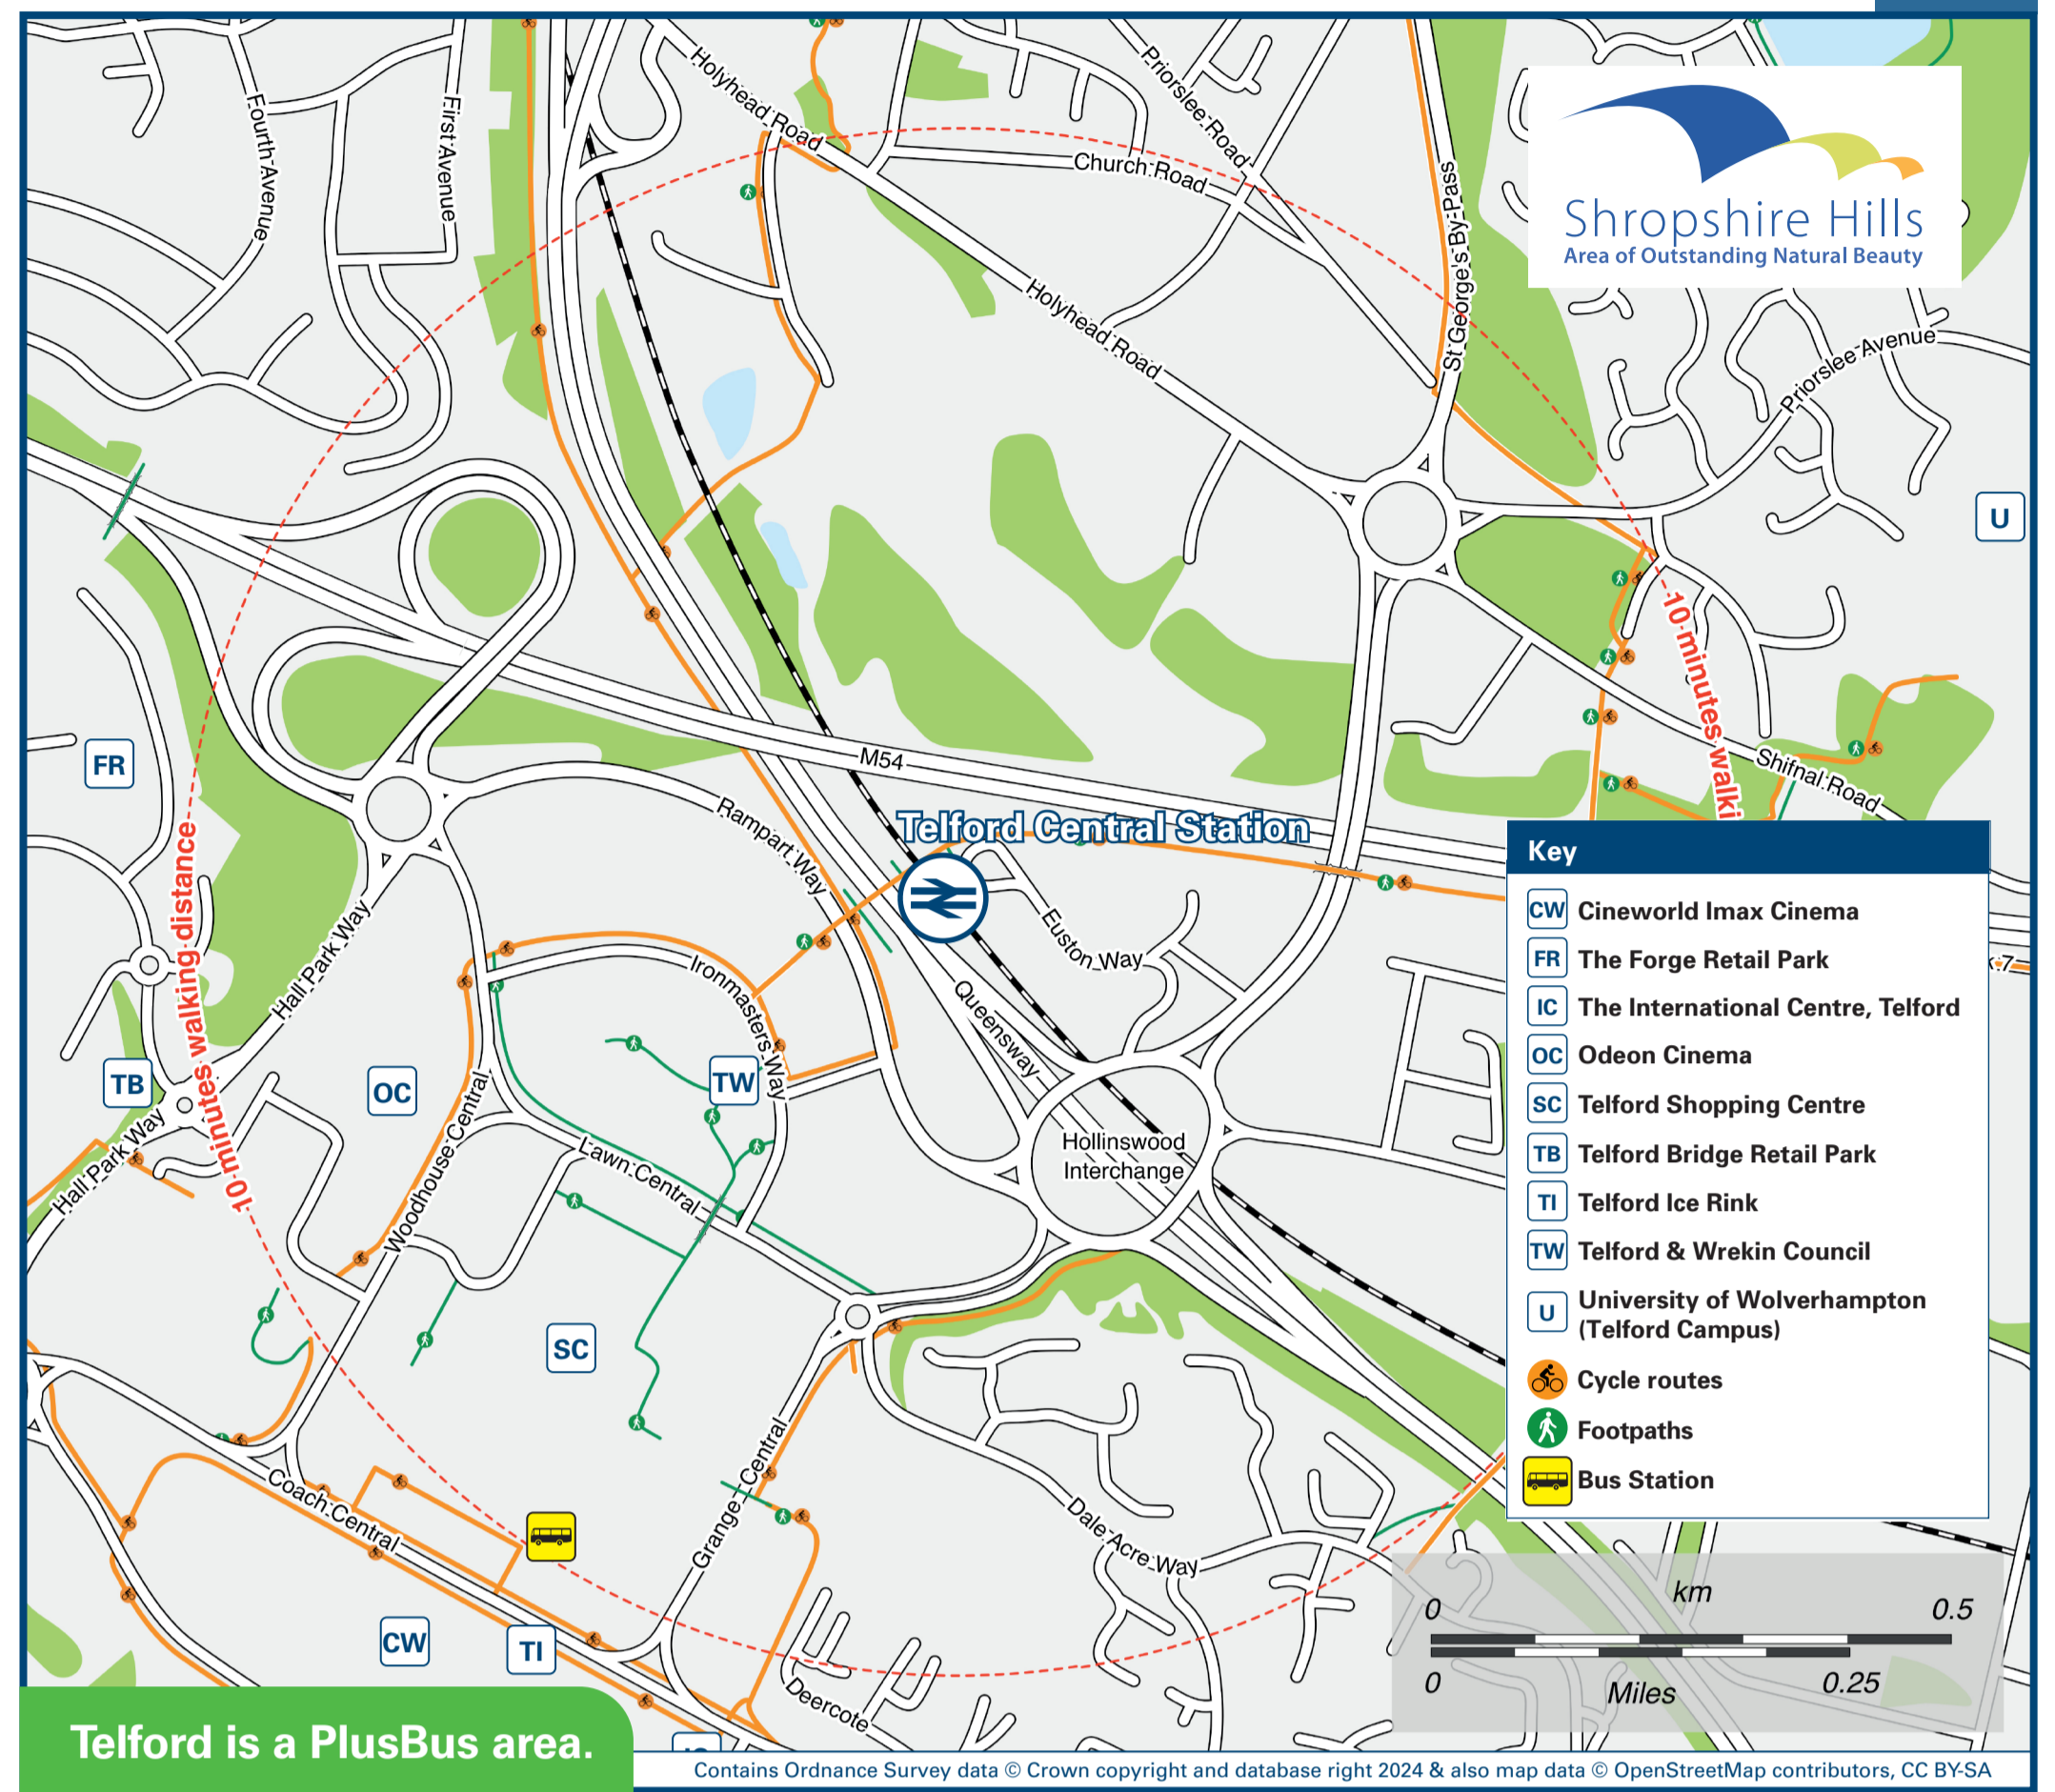 Holyhead Road
Priorslee Road
Fourth Avenue
First Avenue
Church Road
St George's By-Pass
Shropshire Hills
Area of Outstanding Natural Beauty
Holyhead Road
Priorslee Avenue
U
10 minutes walki
FR
M54
Shifnal Road
Rampart Way
Telford Central Station
10 minutes walking distance
Hall Park Way
Euston Way
Ironmasters Way
Queensway
TB
OC
TW
Hall Park Way
Woodhouse Central
Lawn Central
Hollinswood
Interchange
SC
Grange Central
Coach Central
Dale Acre Way
CW
TI
Deercote
Key
CW Cineworld Imax Cinema
FR The Forge Retail Park
IC The International Centre, Telford
OC Odeon Cinema
SC Telford Shopping Centre
TB Telford Bridge Retail Park
TI Telford Ice Rink
TW Telford & Wrekin Council
U University of Wolverhampton
(Telford Campus)
Cycle routes
Footpaths
Bus Station
km
0 0.5
0 0.25
Miles
Telford is a PlusBus area.
Contains Ordnance Survey data © Crown copyright and database right 2024 & also map data © OpenStreetMap contributors, CC BY-SA